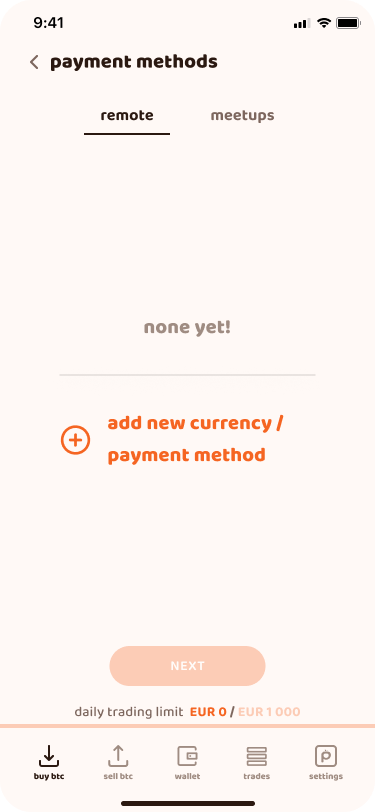 9:41
payment methods
remote meetups
none yet!
add new currency /
payment method
NEXT
daily trading limit EUR 0 / EUR 1 000
buy btc sell btc wallet trades settings